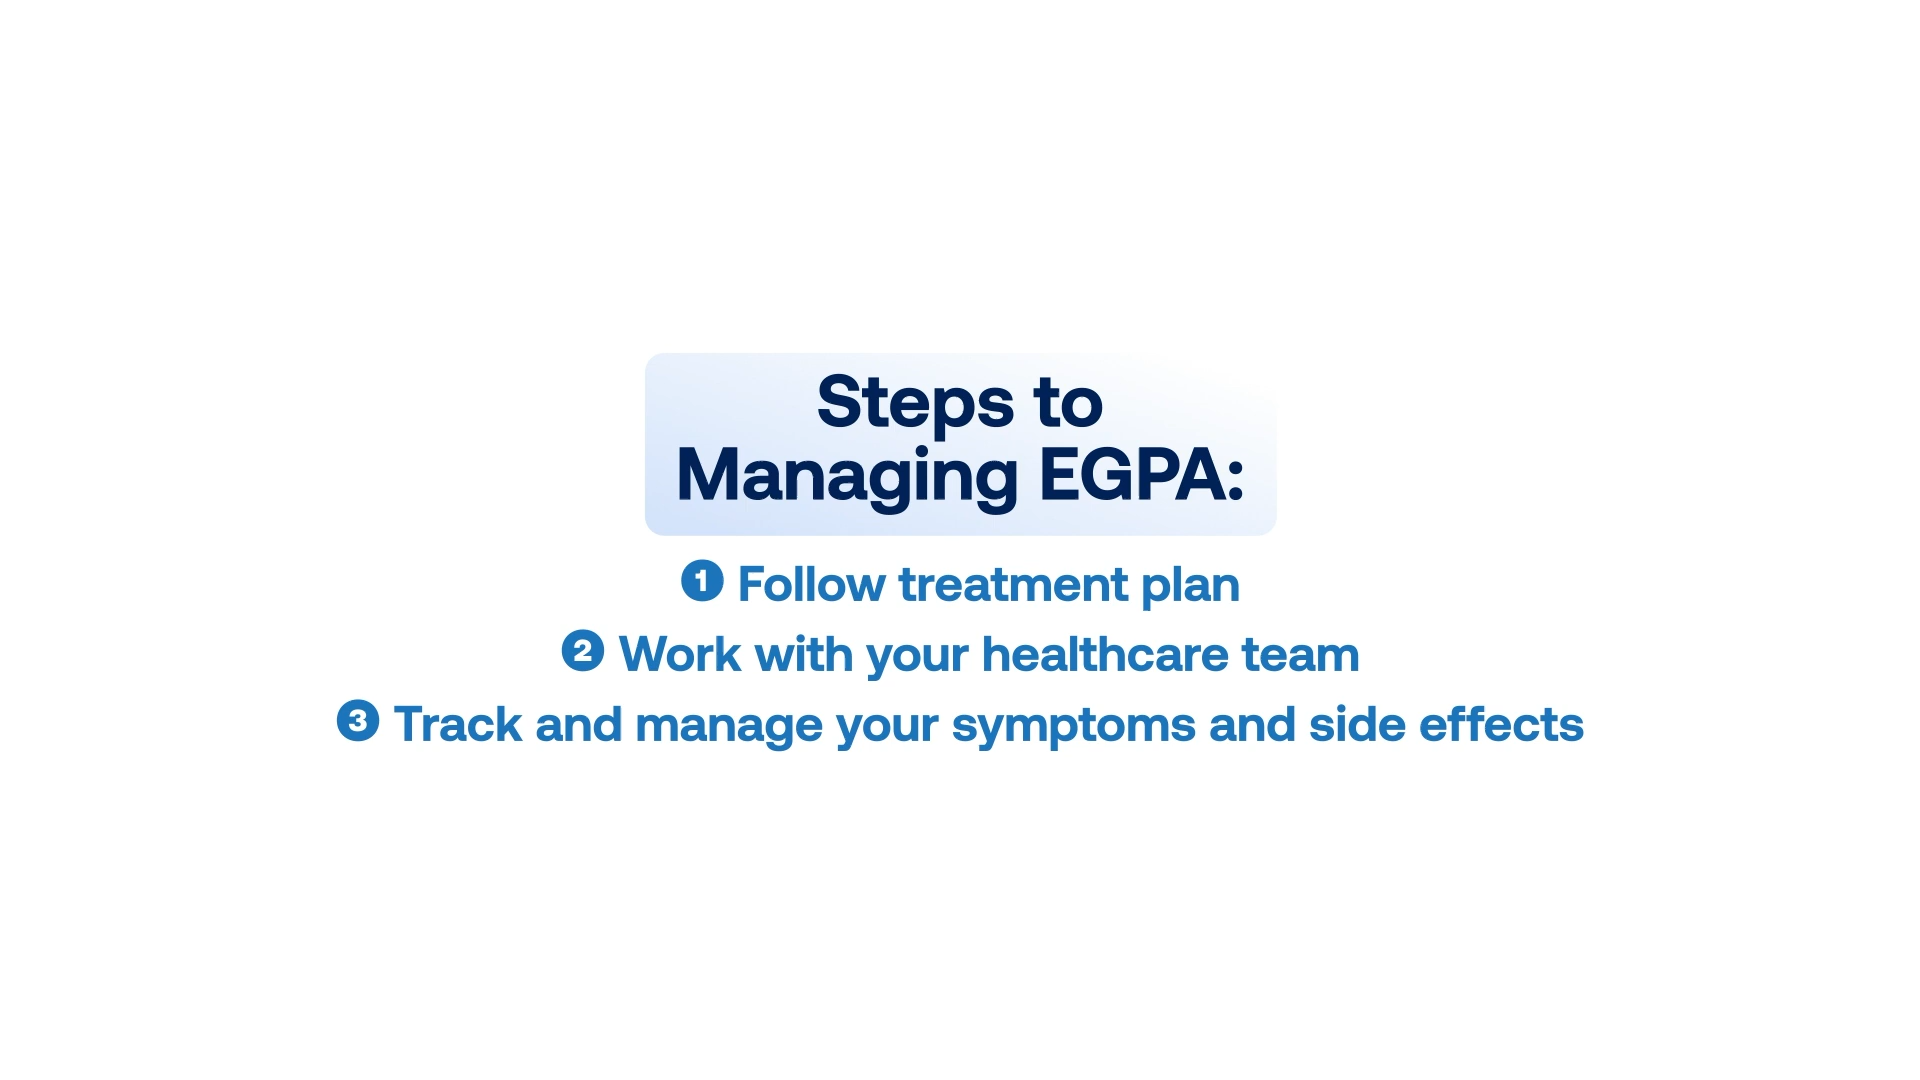 Steps to
Managing EGPA:
1 Follow treatment plan
2 Work with your healthcare team
3 Track and manage your symptoms and side effects